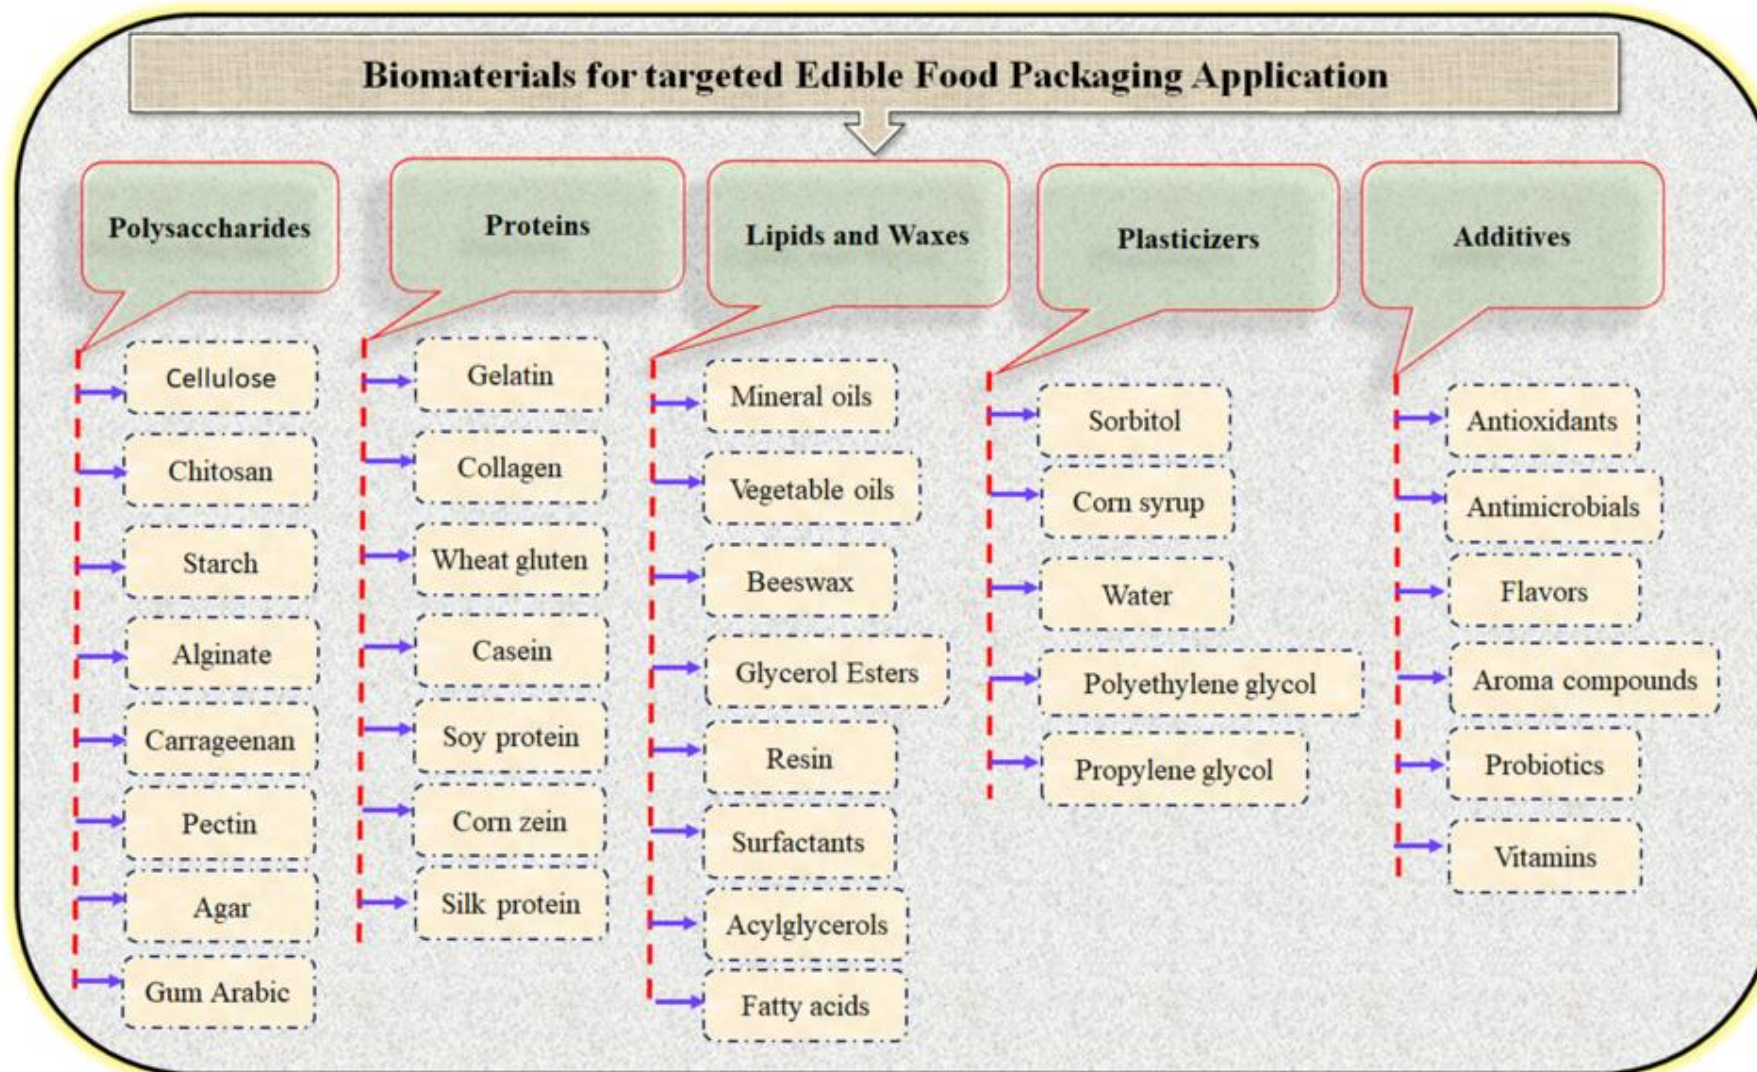 Biomaterials for targeted Edible Food Packaging Application
Polysaccharides
Cellulose
Chitosan
Starch
Alginate
Carrageenan
Pectin
Agar
Gum Arabic
Proteins
Gelatin
Collagen
Wheat gluten
Casein
Soy protein
Corn zein
Silk protein
Lipids and Waxes
Mineral oils
Vegetable oils
Beeswax
Glycerol Esters
Resin
Surfactants
Acylglycerols
Fatty acids
Plasticizers
Sorbitol
Corn syrup
Water
Polyethylene glycol
Propylene glycol
Additives
Antioxidants
Antimicrobials
Flavors
Aroma compounds
Probiotics
Vitamins